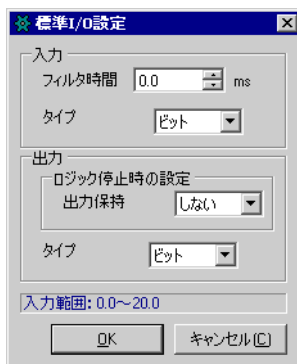 標準I/O設定
入力
フィルタ時間 0.0 ms
タイプ ビット
出力
ロジック停止時の設定
出力保持 しない
タイプ ビット
入力範囲: 0.0～20.0
OK キャンセル(C)